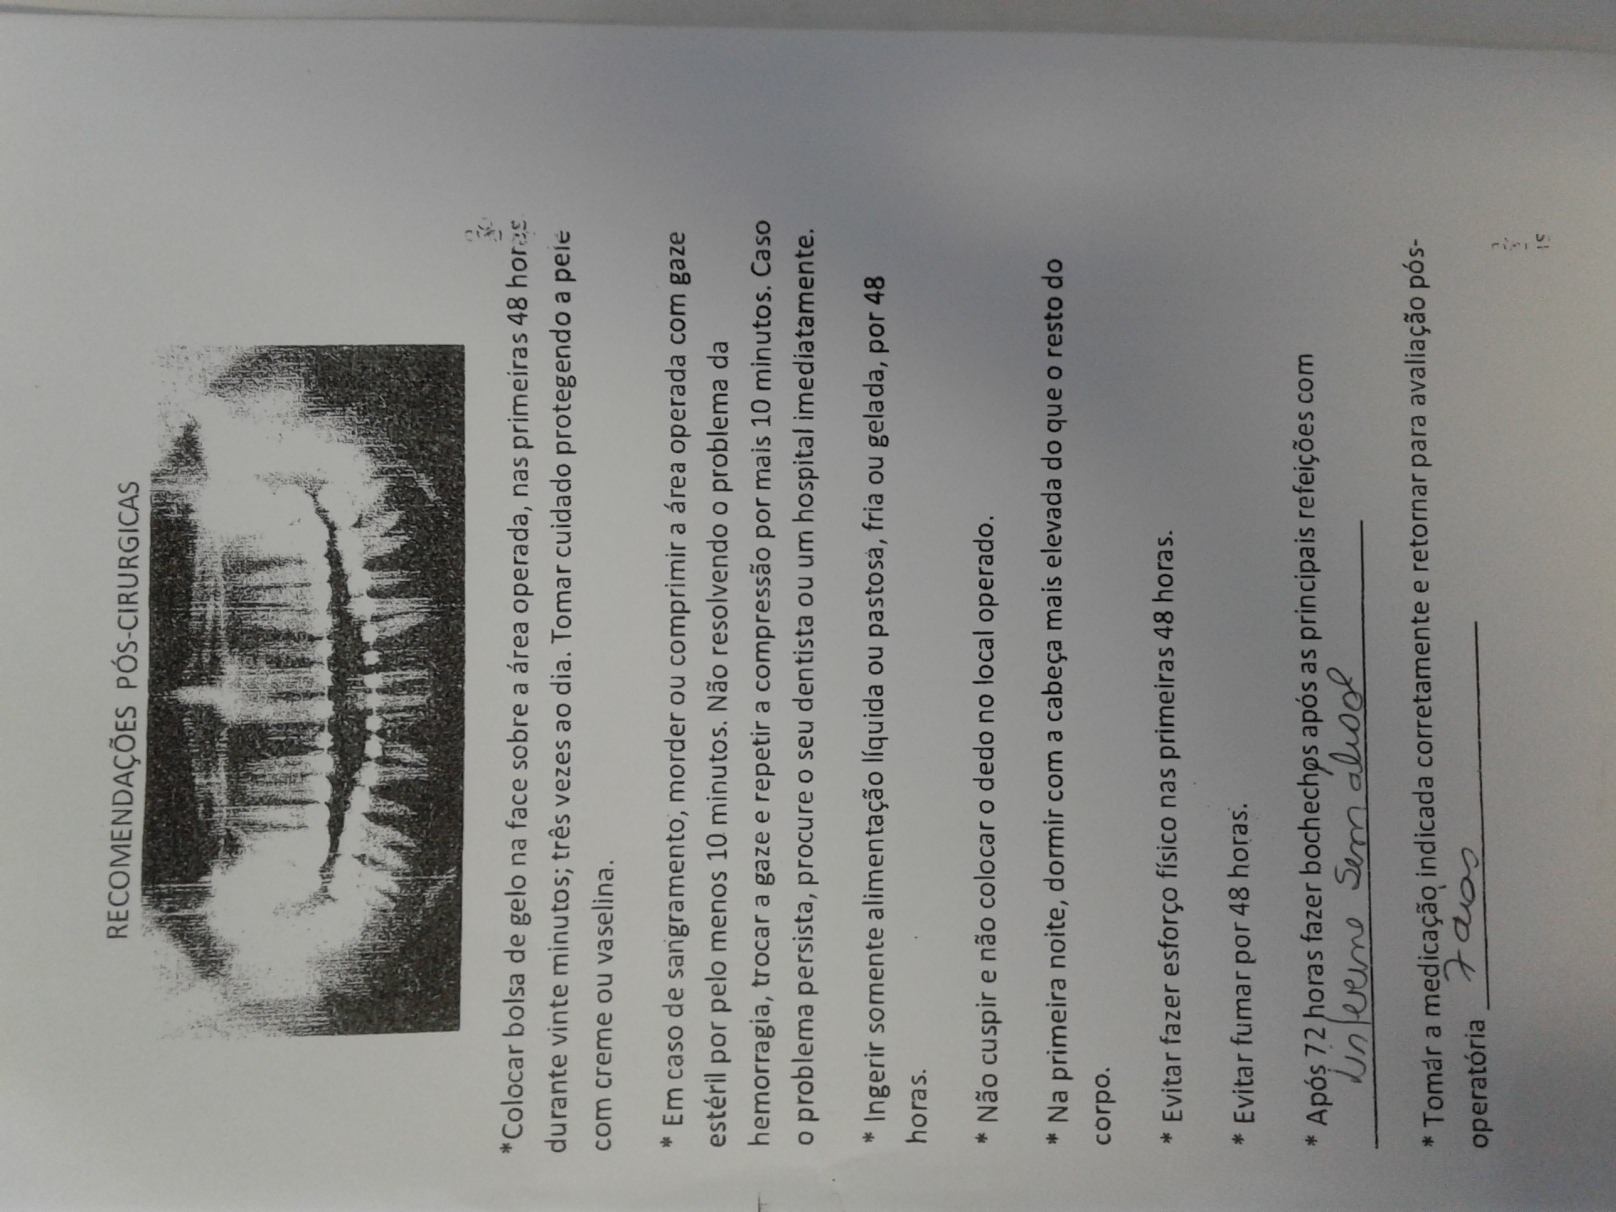 RECOMENDAÇÕES PÓS-CIRURGICAS
*Colocar bolsa de gelo na face sobre a área operada, nas primeiras 48 horas
durante vinte minutos; três vezes ao dia. Tomar cuidado protegendo a pele
com creme ou vaselina.
* Em caso de sangramento, morder ou comprimir a área operada com gaze
estéril por pelo menos 10 minutos. Não resolvendo o problema da
hemorragia, trocar a gaze e repetir a compressão por mais 10 minutos. Caso
o problema persista, procure o seu dentista ou um hospital imediatamente.
* Ingerir somente alimentação líquida ou pastosa, fria ou gelada, por 48
horas.
* Não cuspir e não colocar o dedo no local operado.
* Na primeira noite, dormir com a cabeça mais elevada do que o resto do
corpo.
* Evitar fazer esforço físico nas primeiras 48 horas.
* Evitar fumar por 48 horas.
* Após 72 horas fazer bochechos após as principais refeições com
Listerine sem álcool
* Tomar a medicação indicada corretamente e retornar para avaliação pós-
operatória 7 dias